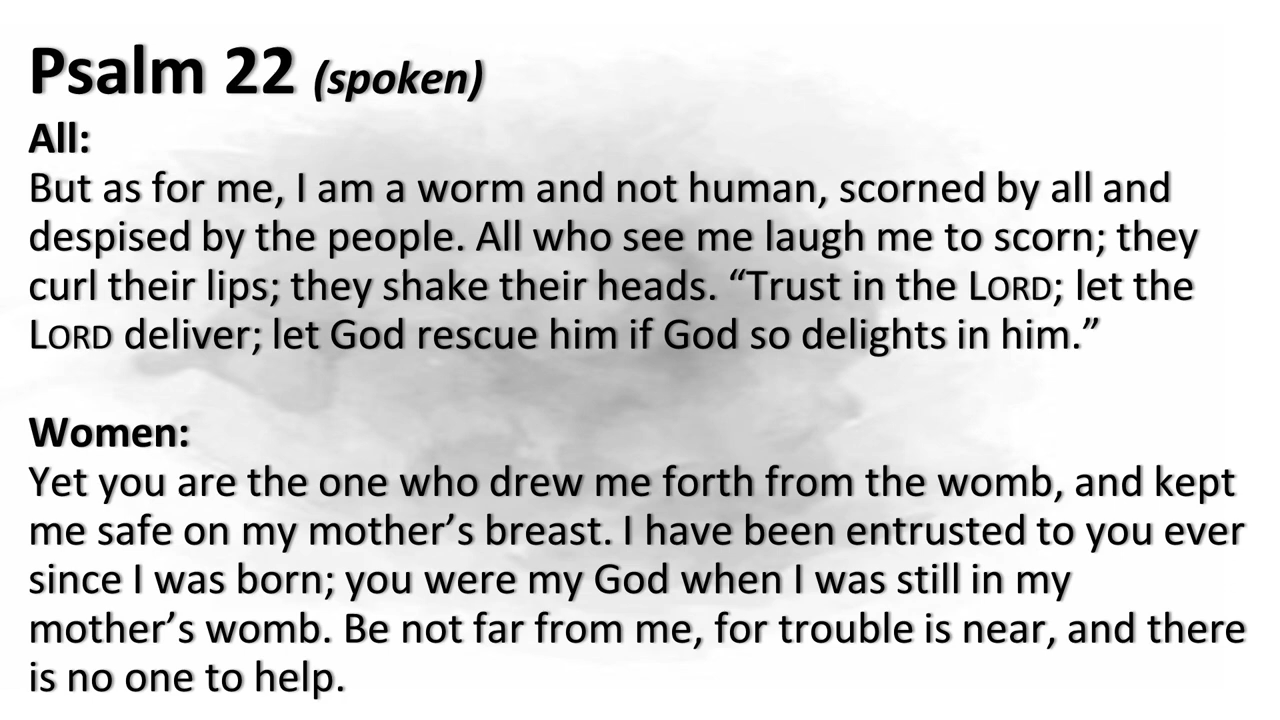 Psalm 22 (spoken)
All:
But as for me, I am a worm and not human, scorned by all and
despised by the people. All who see me laugh me to scorn; they
curl their lips; they shake their heads. “Trust in the LORD; let the
LORD deliver; let God rescue him if God so delights in him.”
Women:
Yet you are the one who drew me forth from the womb, and kept
me safe on my mother’s breast. I have been entrusted to you ever
since I was born; you were my God when I was still in my
mother’s womb. Be not far from me, for trouble is near, and there
is no one to help.